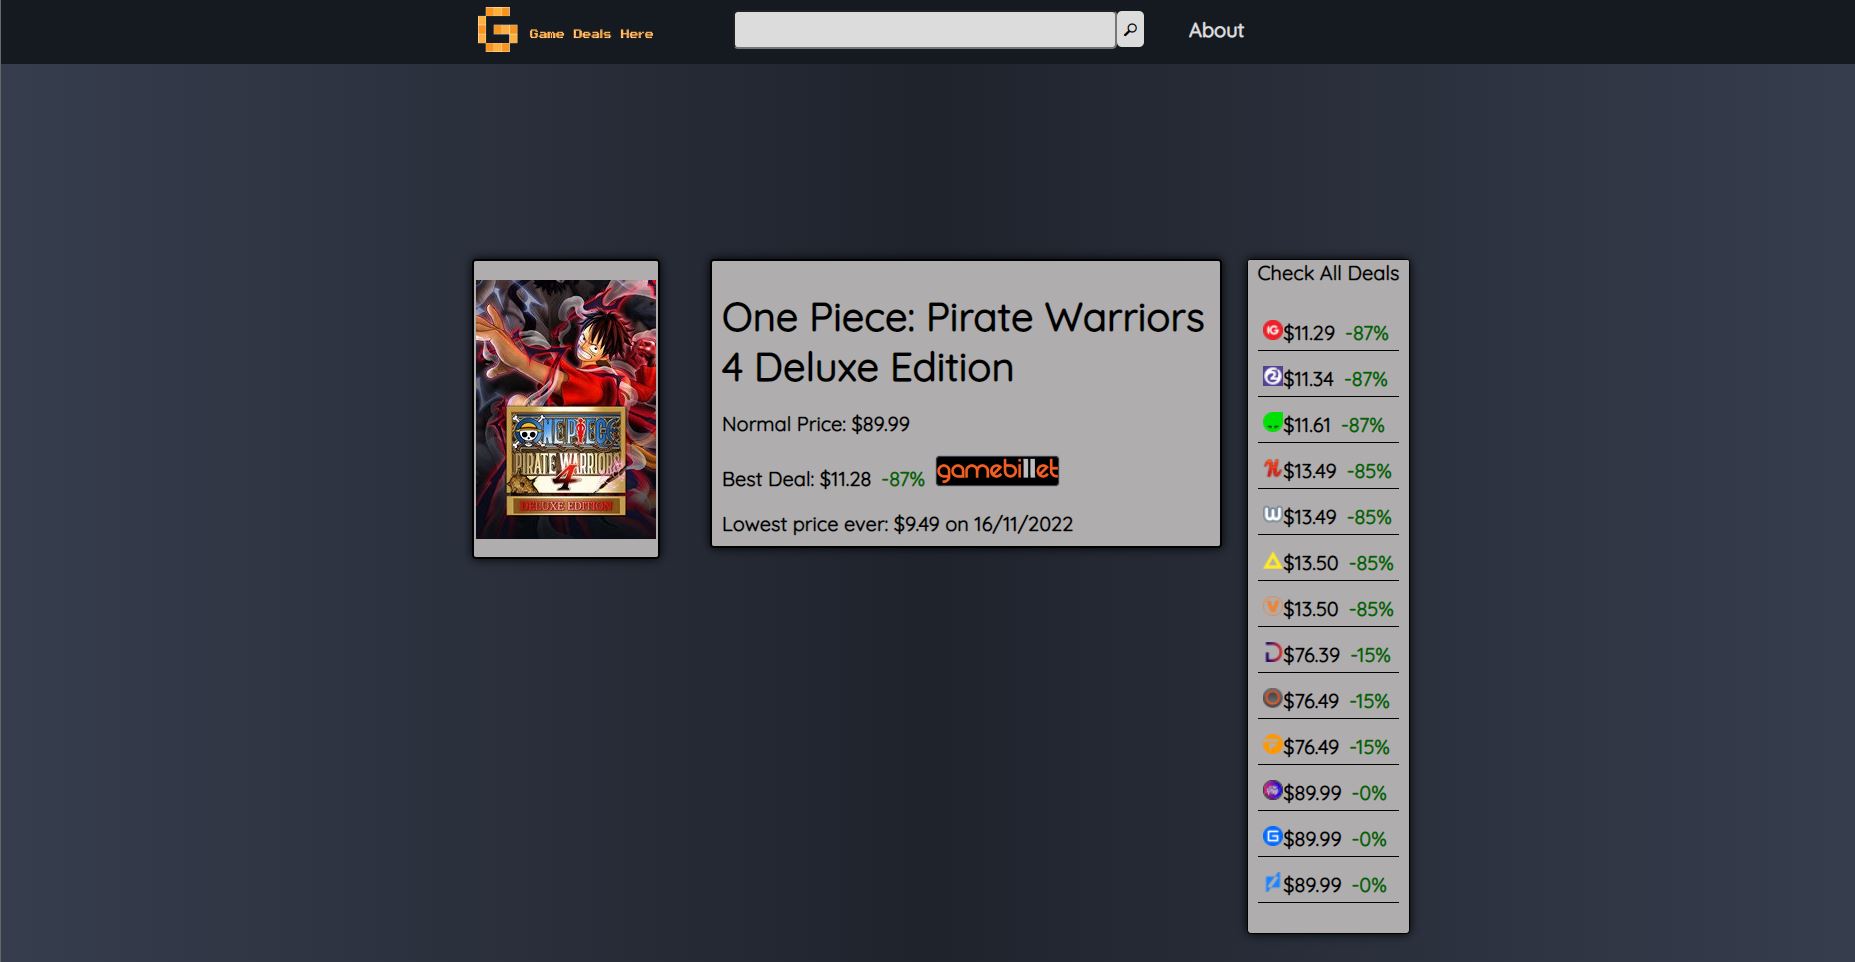 G Game Deals Here
About
ONE PIECE
PIRATE WARRIORS
4
DELUXE EDITION
One Piece: Pirate Warriors
4 Deluxe Edition
Normal Price: $89.99
Best Deal: $11.28 -87% gamebillet
Lowest price ever: $9.49 on 16/11/2022
Check All Deals
IG $11.29 -87%
$11.34 -87%
$11.61 -87%
$13.49 -85%
W $13.49 -85%
$13.50 -85%
V $13.50 -85%
D $76.39 -15%
$76.49 -15%
$76.49 -15%
$89.99 -0%
G $89.99 -0%
$89.99 -0%